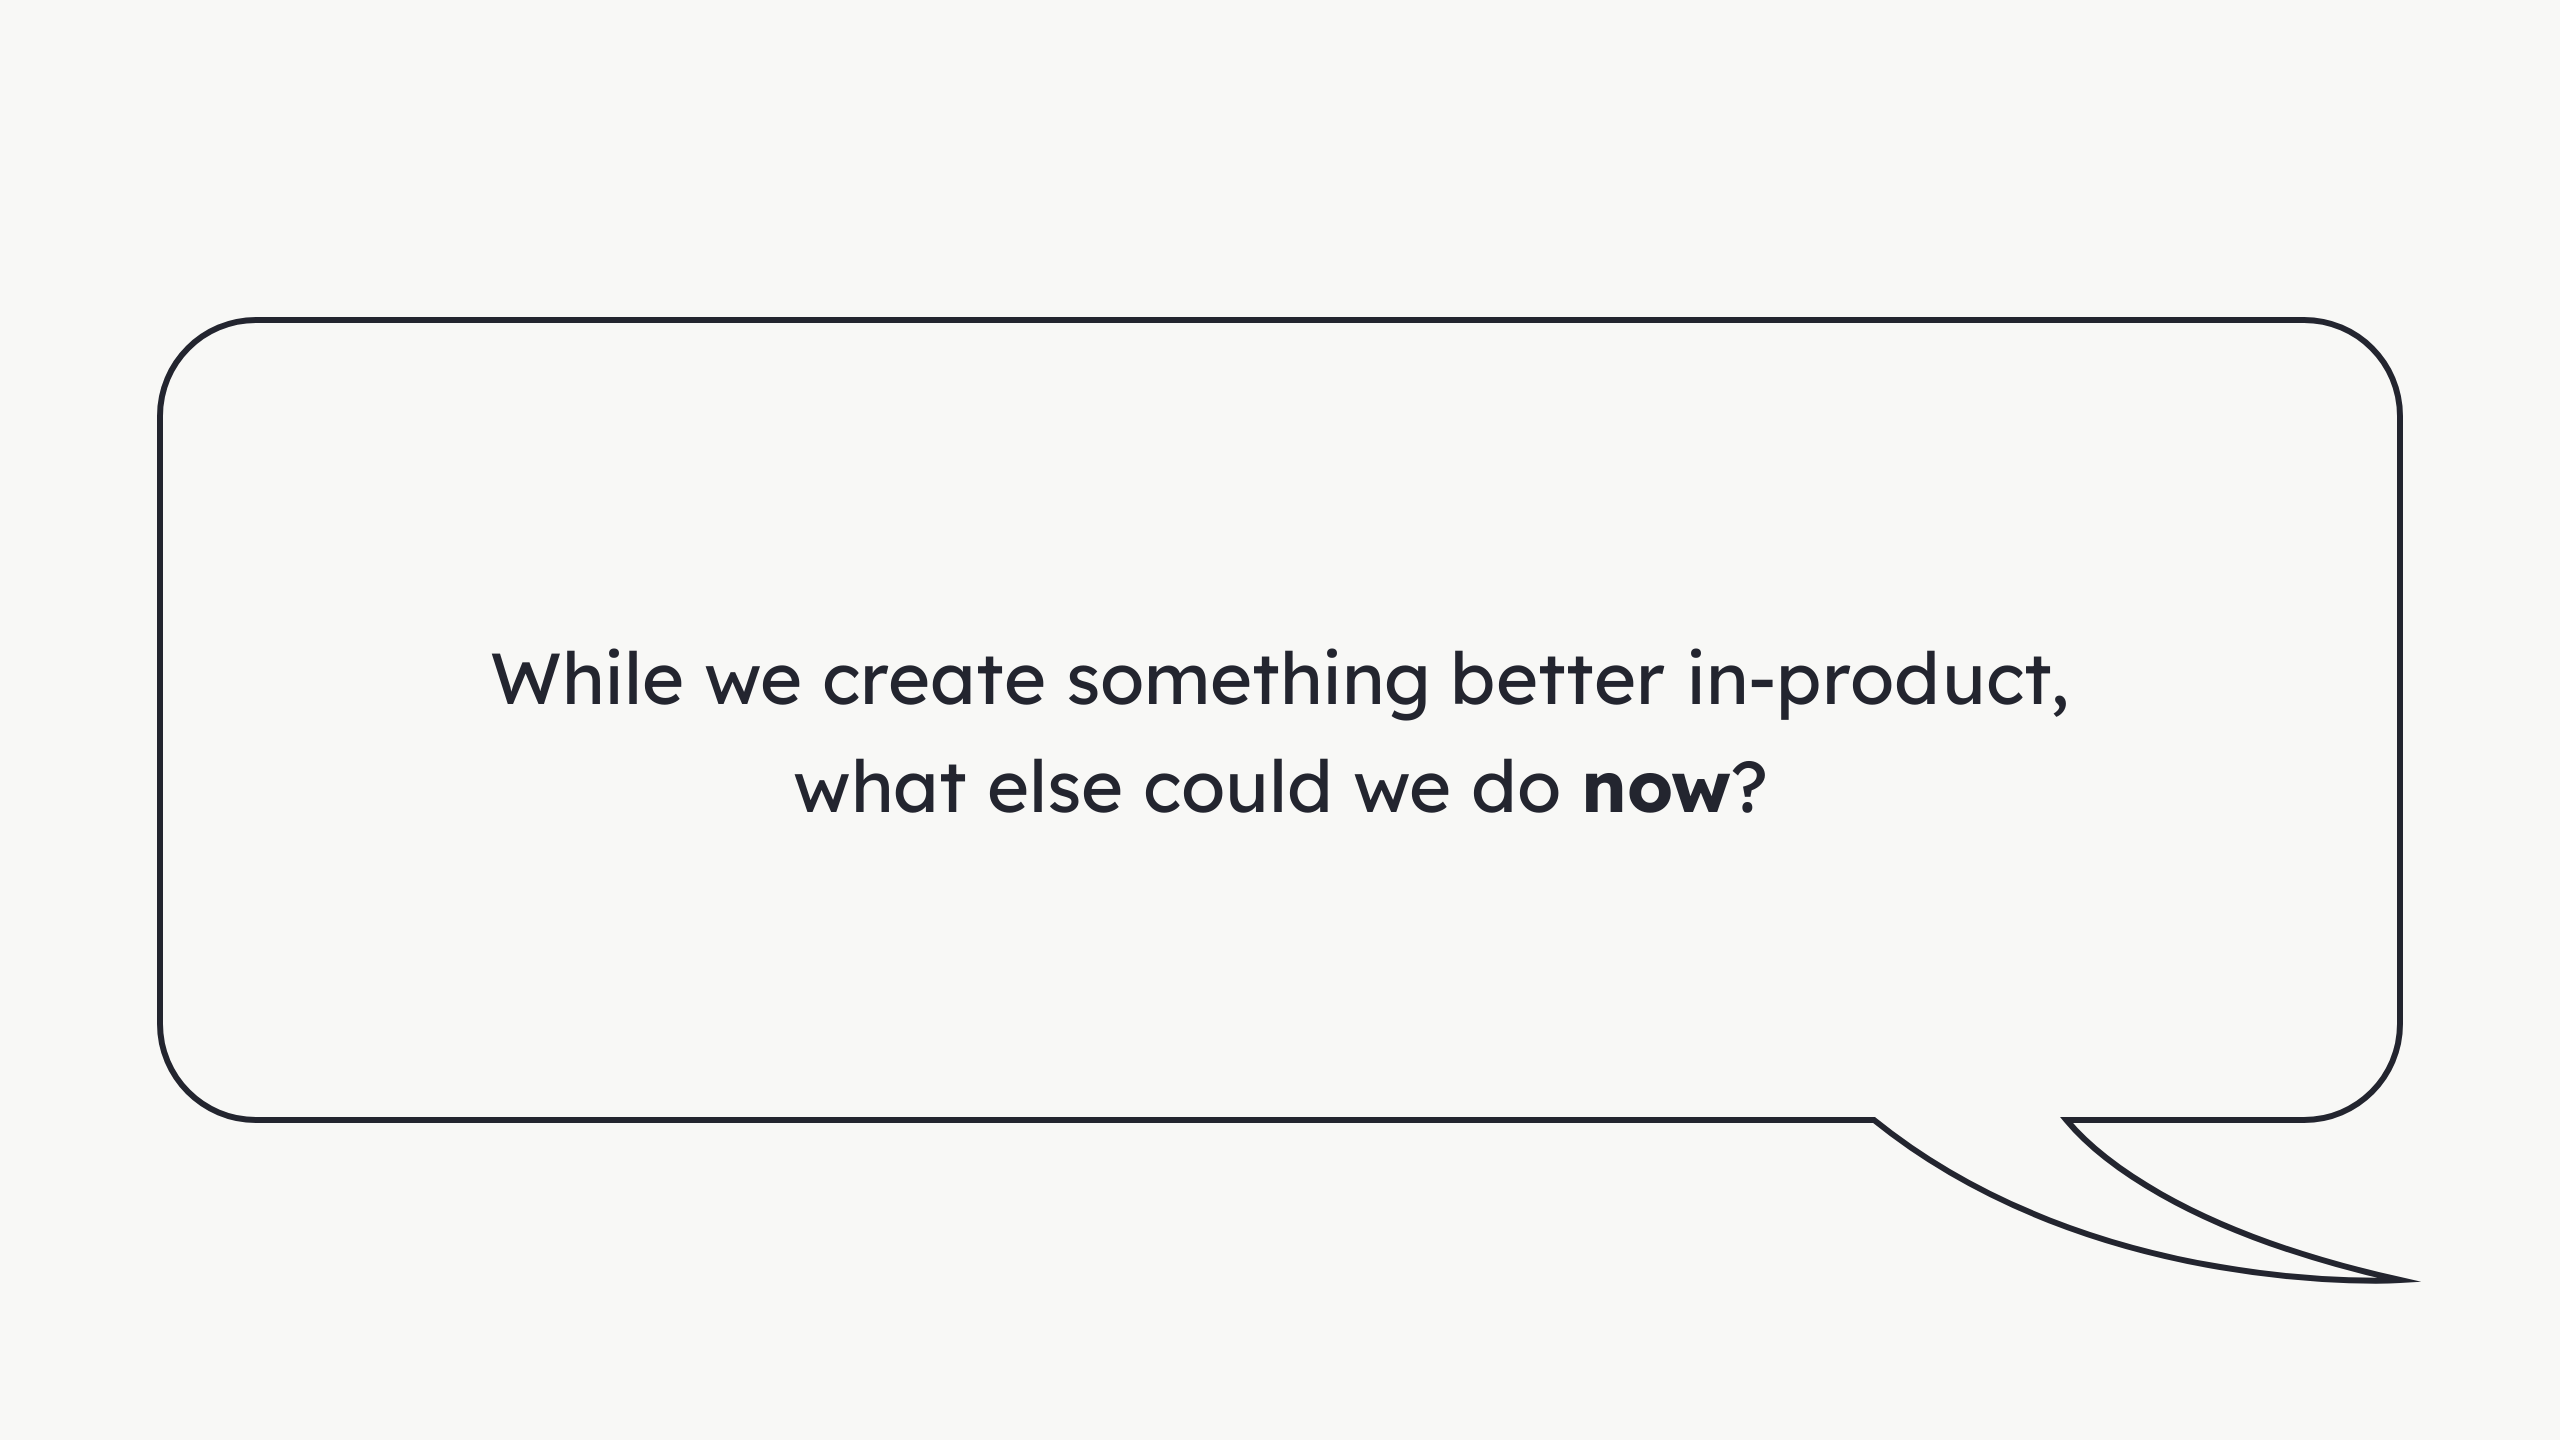 While we create something better in-product,
what else could we do now?